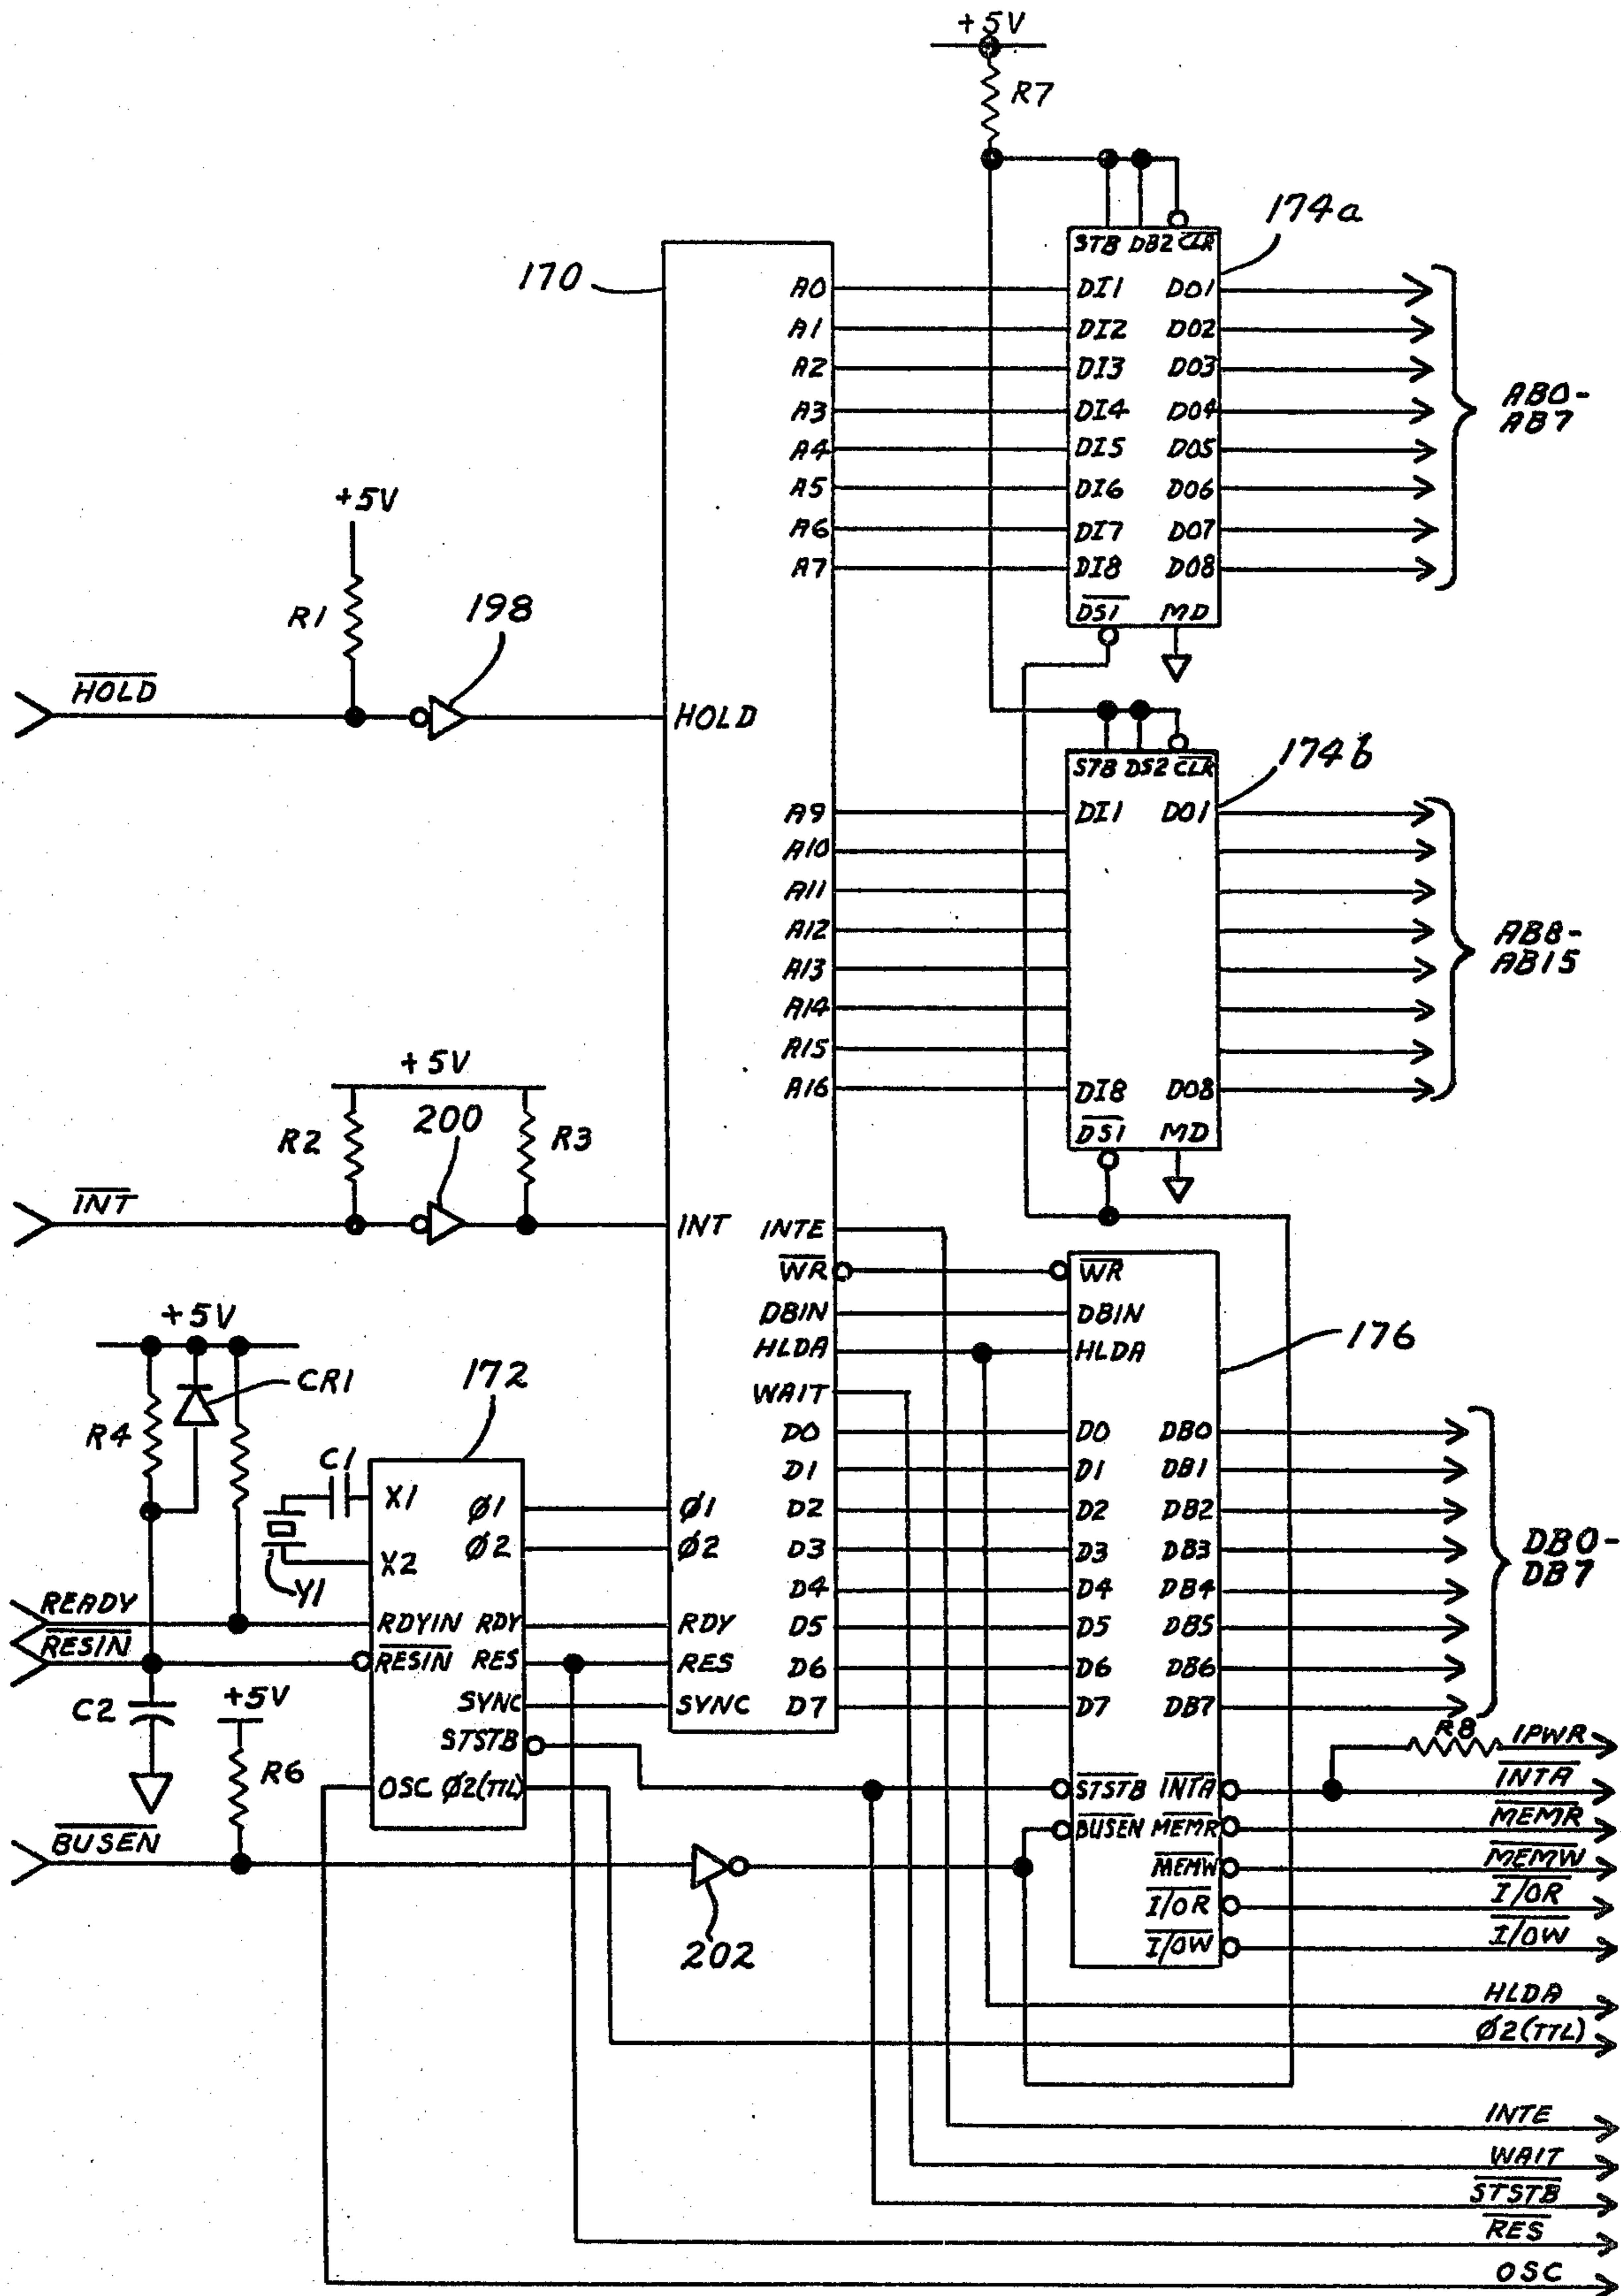 +5V
R7
174a
STB DB2 CLR
170
A0 DI1 DO1
A1 DI2 DO2
A2 DI3 DO3
A3 DI4 DO4
A4 DI5 DO5
A5 DI6 DO6
A6 DI7 DO7
A7 DI8 DO8
AB0-
AB7
DS1 MD
+5V
R1
198
HOLD
HOLD
174b
STB DS2 CLR
A9 DI1 DO1
A10
A11
A12
A13
A14
A15
A16 DI8 DO8
AB8-
AB15
DS1 MD
+5V
R2
200
R3
INT
INT
INTE
WR WR
DBIN DBIN
HLDA HLDA
WAIT
176
D0 D0 DB0
D1 D1 DB1
D2 D2 DB2
D3 D3 DB3
D4 D4 DB4
D5 D5 DB5
D6 D6 DB6
D7 D7 DB7
DB0-
DB7
+5V
CR1
R4
172
C1
X1 Ø1 Ø1
X2 Ø2 Ø2
Y1
READY RDYIN RDY RDY
RESIN RESIN RES RES
SYNC SYNC
C2
+5V
R6
STSTB
OSC Ø2(TTL)
BUSEN
202
STSTB INTA
BUSEN MEMR
MEMW
I/OR
I/OW
R8 IPWR
INTA
MEMR
MEMW
I/OR
I/OW
HLDA
Ø2(TTL)
INTE
WAIT
STSTB
RES
OSC